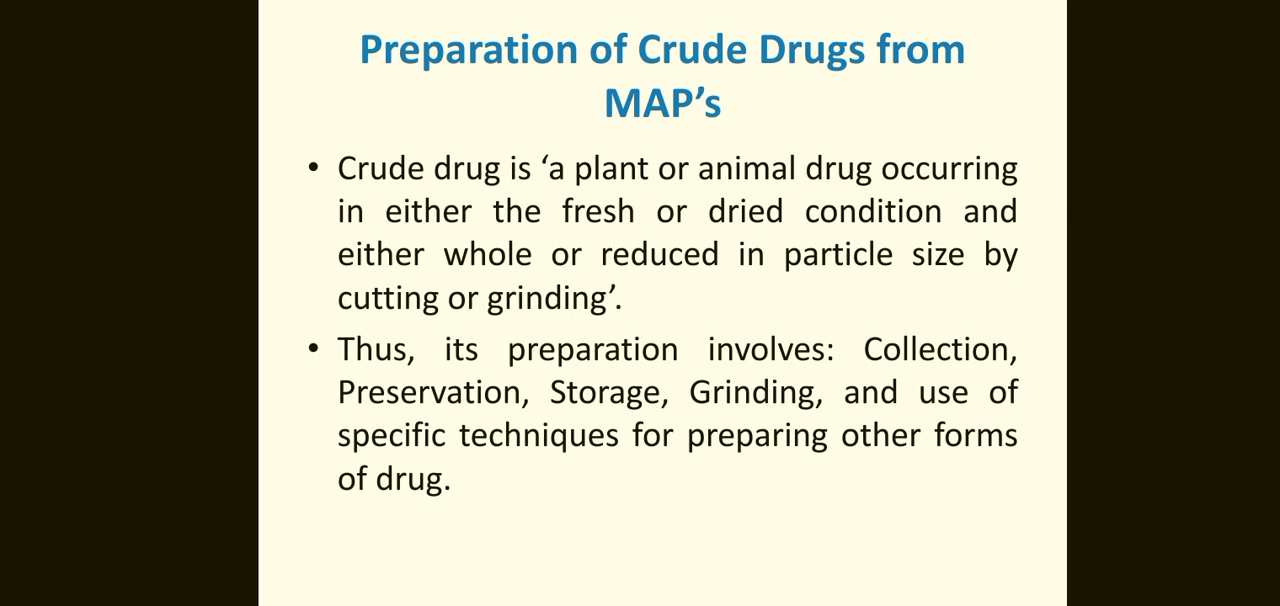 Preparation of Crude Drugs from
MAP’s
• Crude drug is ‘a plant or animal drug occurring
in either the fresh or dried condition and
either whole or reduced in particle size by
cutting or grinding’.
• Thus, its preparation involves: Collection,
Preservation, Storage, Grinding, and use of
specific techniques for preparing other forms
of drug.